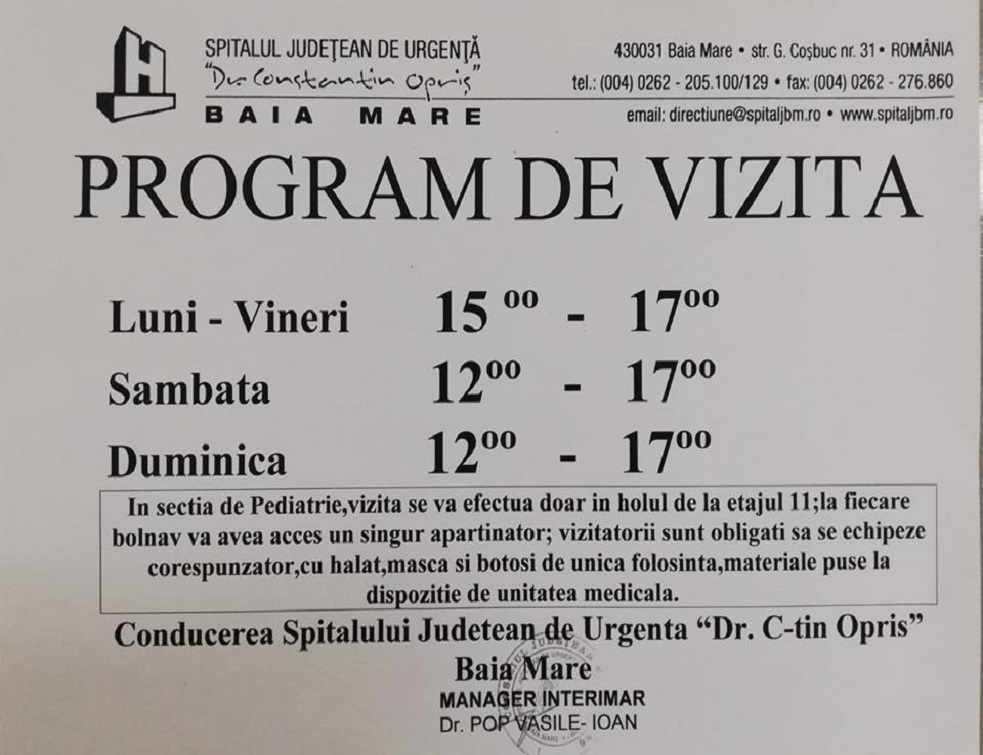 SPITALUL JUDEȚEAN DE URGENȚĂ
"Dr. Constantin Opriș"
BAIA MARE
430031 Baia Mare • str. G. Coșbuc nr. 31 • ROMÂNIA
tel.: (004) 0262 - 205.100/129 • fax: (004) 0262 - 276.860
email: directiune@spitaljbm.ro • www.spitaljbm.ro
PROGRAM DE VIZITA
Luni - Vineri 15 00 - 17 00
Sambata 12 00 - 17 00
Duminica 12 00 - 17 00
In sectia de Pediatrie,vizita se va efectua doar in holul de la etajul 11;la fiecare
bolnav va avea acces un singur apartinator; vizitatorii sunt obligati sa se echipeze
corespunzator,cu halat,masca si botosi de unica folosinta,materiale puse la
dispozitie de unitatea medicala.
Conducerea Spitalului Judetean de Urgenta “Dr. C-tin Opris”
Baia Mare
MANAGER INTERIMAR
Dr. POP VASILE- IOAN